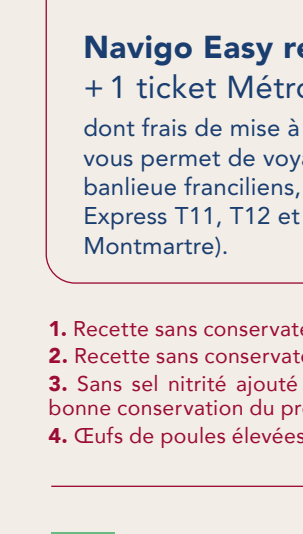 Navigo Easy re
+ 1 ticket Métro
dont frais de mise à
vous permet de voya
banlieue franciliens,
Express T11, T12 et
Montmartre).
1. Recette sans conservate
2. Recette sans conservate
3. Sans sel nitrité ajouté
bonne conservation du pr
4. Œufs de poules élevées